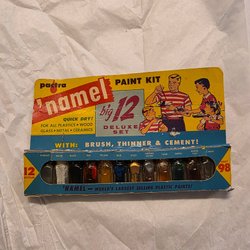 pactra
'namel
PAINT KIT
big 12
DELUXE
SET
QUICK DRY!
FOR ALL PLASTICS • WOOD
GLASS • METAL • CERAMICS
WITH: BRUSH, THINNER & CEMENT!
12
98
'NAMEL — WORLD'S LARGEST SELLING PLASTIC PAINTS!